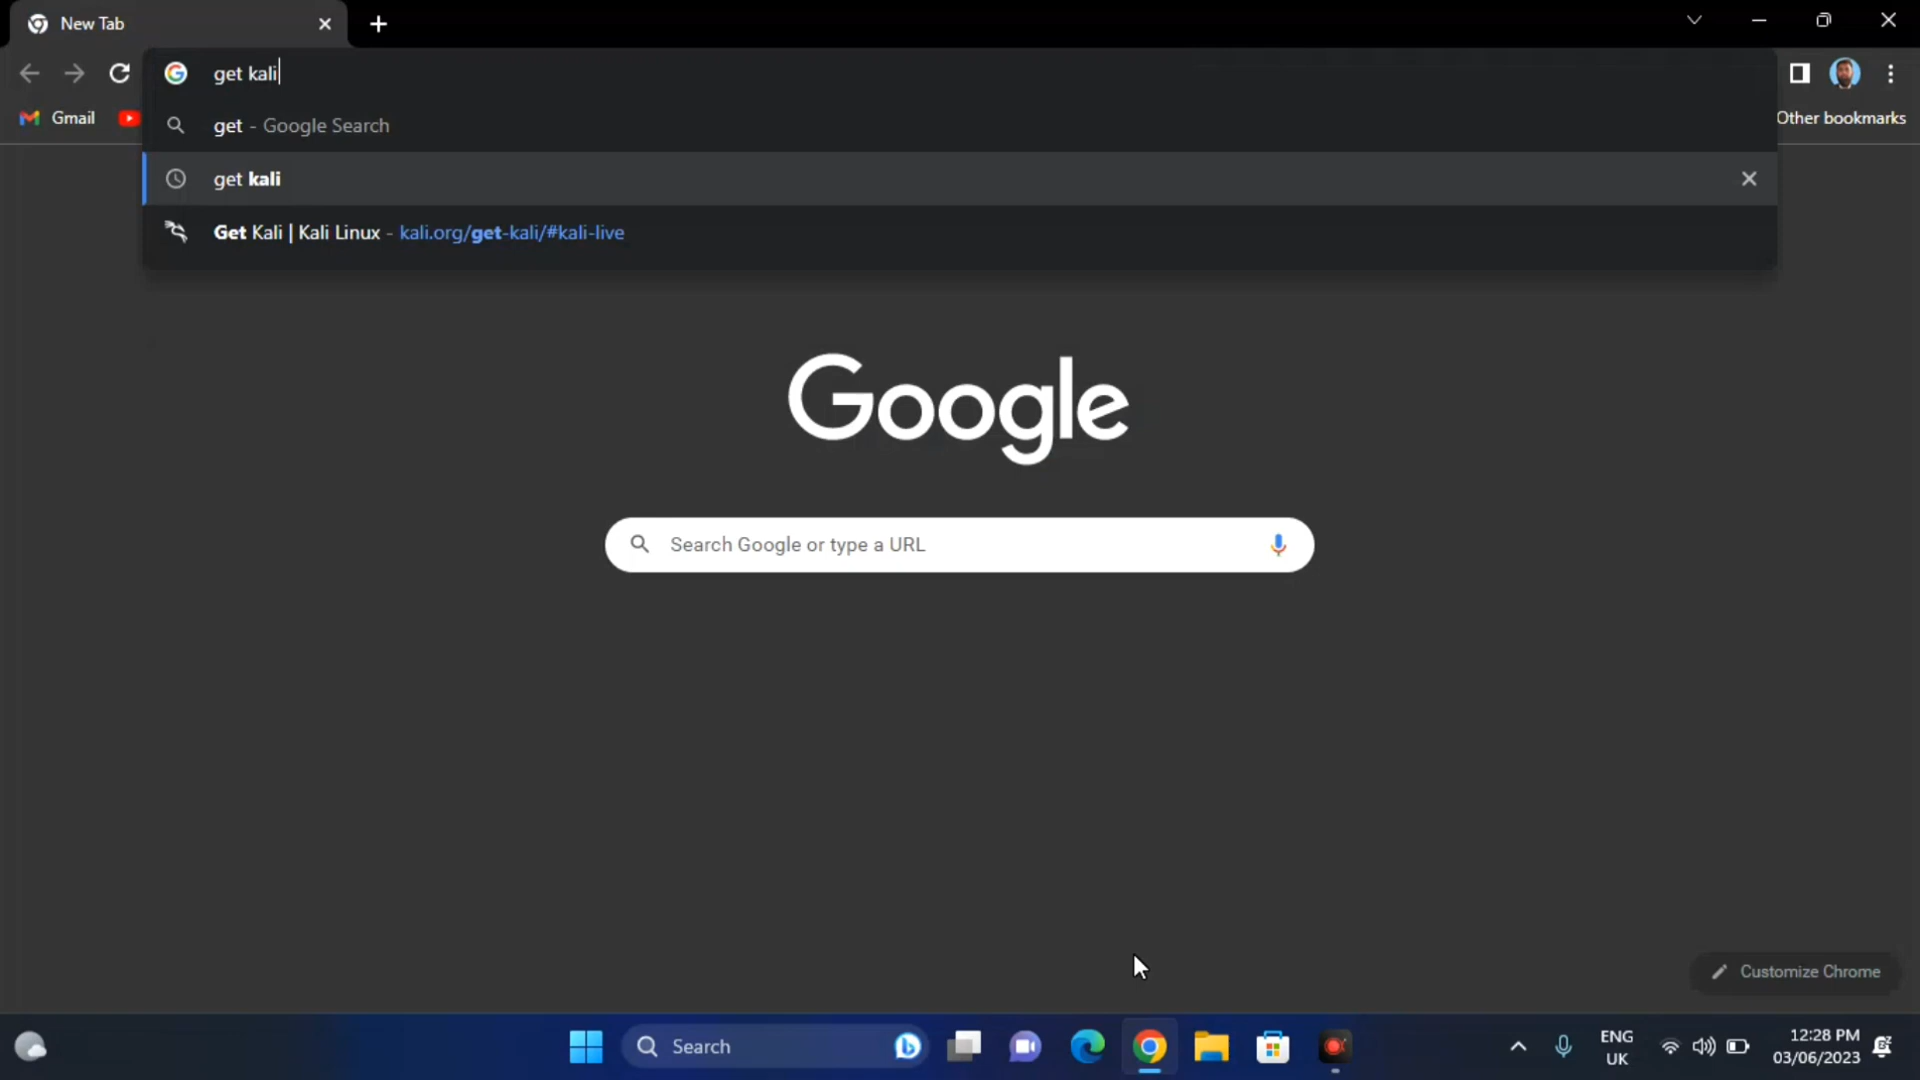 New Tab
get kali
Gmail
get - Google Search
Other bookmarks
get kali
Get Kali | Kali Linux - kali.org/get-kali/#kali-live
Google
Search Google or type a URL
Customize Chrome
Search
ENG
UK
12:28 PM
03/06/2023